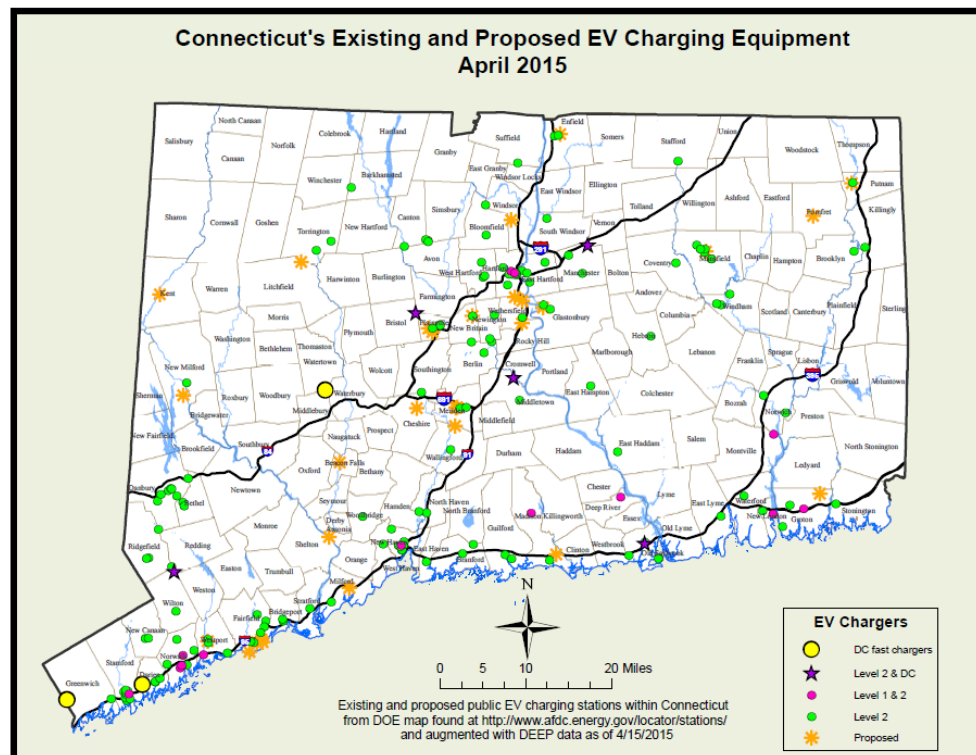 Connecticut's Existing and Proposed EV Charging Equipment
April 2015
North Canaan
Colebrook
Hartland
Suffield
Enfield
Somers
Stafford
Union
Woodstock
Thompson
Salisbury
Norfolk
Canaan
Granby
East Granby
Windsor Locks
Barkhamsted
Winchester
East Windsor
Ellington
Willington
Ashford
Eastford
Putnam
Pomfret
Killingly
Sharon
Cornwall
Goshen
Torrington
New Hartford
Canton
Simsbury
Windsor
Bloomfield
South Windsor
Vernon
Tolland
Avon
West Hartford
Hartford
East Hartford
Manchester
Bolton
Coventry
Mansfield
Chaplin
Hampton
Brooklyn
291
Kent
Warren
Litchfield
Harwinton
Burlington
Farmington
Andover
Windham
Scotland
Canterbury
Plainfield
Sterling
Columbia
Morris
Bristol
Plainville
New Britain
Newington
Wethersfield
Glastonbury
Hebron
Washington
Bethlehem
Thomaston
Plymouth
Watertown
Wolcott
Southington
Berlin
Rocky Hill
Cromwell
Portland
Marlborough
Lebanon
Franklin
Sprague
Lisbon
Griswold
Voluntown
395
New Milford
Sherman
Roxbury
Woodbury
Bridgewater
Middlebury
Waterbury
Cheshire
Meriden
691
Middletown
East Hampton
Colchester
Bozrah
Norwich
Preston
New Fairfield
Brookfield
Southbury
Naugatuck
Prospect
Middlefield
Wallingford
Durham
Haddam
East Haddam
Salem
North Stonington
84
91
Oxford
Beacon Falls
Bethany
Danbury
Bethel
Newtown
Seymour
Hamden
Woodbridge
North Haven
North Branford
Guilford
Madison
Killingworth
Chester
Deep River
Essex
Lyme
Old Lyme
East Lyme
Waterford
New London
Ledyard
Groton
Stonington
Monroe
Derby
Ansonia
Ridgefield
Redding
Shelton
Orange
New Haven
East Haven
West Haven
Branford
Clinton
Westbrook
Old Saybrook
Easton
Trumbull
Milford
Weston
Wilton
Stratford
Bridgeport
Fairfield
New Canaan
Westport
95
Norwalk
Stamford
Darien
Greenwich
N
0 5 10 20 Miles
Existing and proposed public EV charging stations within Connecticut
from DOE map found at http://www.afdc.energy.gov/locator/stations/
and augmented with DEEP data as of 4/15/2015
EV Chargers
DC fast chargers
Level 2 & DC
Level 1 & 2
Level 2
Proposed